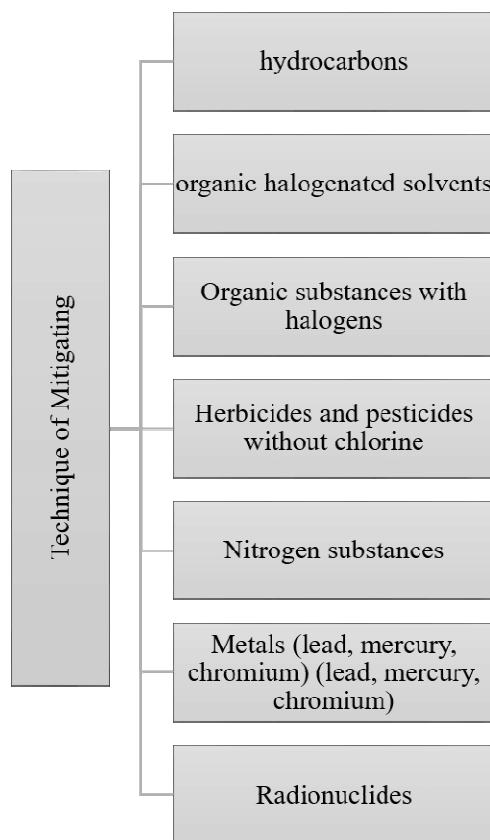 hydrocarbons
organic halogenated solvents
Organic substances with
halogens
Technique of Mitigating
Herbicides and pesticides
without chlorine
Nitrogen substances
Metals (lead, mercury,
chromium) (lead, mercury,
chromium)
Radionuclides